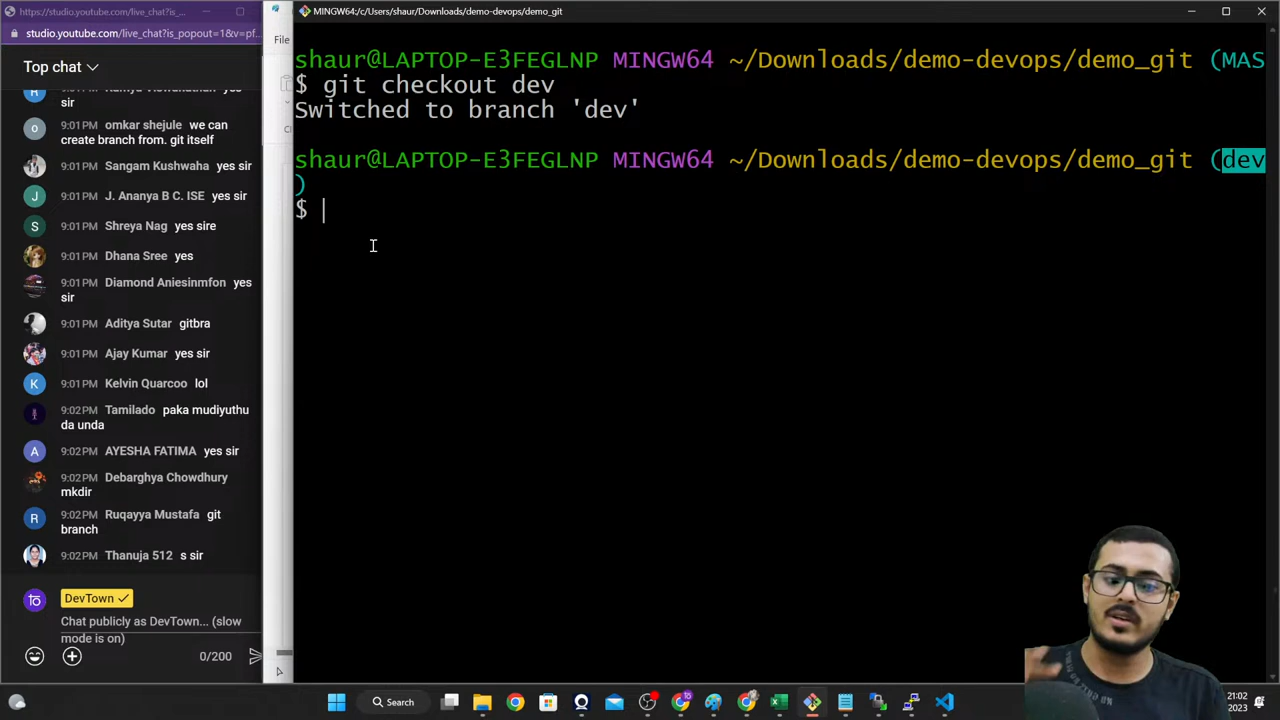 https://studio.youtube.com/live_chat?is_...
studio.youtube.com/live_chat?is_popout=1&v=pf...
Top chat
yes
sir
9:01PM omkar shejule we can
create branch from. git itself
9:01PM Sangam Kushwaha yes sir
J 9:01PM J. Ananya B C. ISE yes sir
S 9:01PM Shreya Nag yes sire
9:01PM Dhana Sree yes
9:01PM Diamond Aniesinmfon yes
sir
9:01PM Aditya Sutar gitbra
9:01PM Ajay Kumar yes sir
K 9:01PM Kelvin Quarcoo lol
9:02PM Tamilado paka mudiyuthu
da unda
A 9:02PM AYESHA FATIMA yes sir
9:02PM Debarghya Chowdhury
mkdir
R 9:02PM Ruqayya Mustafa git
branch
9:02PM Thanuja 512 s sir
DevTown
Chat publicly as DevTown... (slow
mode is on)
0/200
File
MINGW64:/c/Users/shaur/Downloads/demo-devops/demo_git
shaur@LAPTOP-E3FEGLNP MINGW64 ~/Downloads/demo-devops/demo_git (MAS
$ git checkout dev
Switched to branch 'dev'
shaur@LAPTOP-E3FEGLNP MINGW64 ~/Downloads/demo-devops/demo_git (dev
)
$
Search
21:02
2023